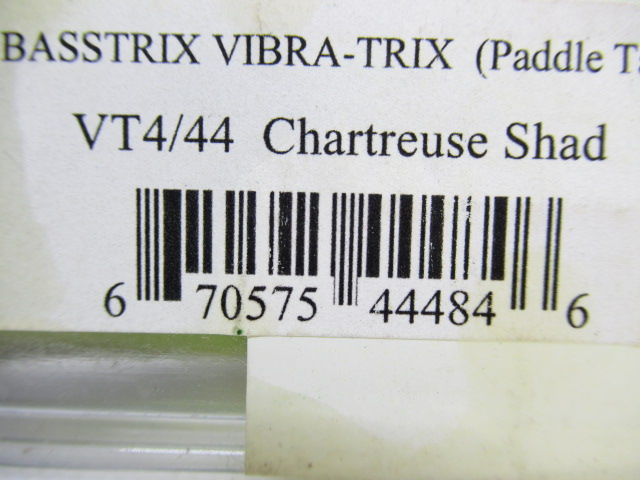 BASSTRIX VIBRA-TRIX (Paddle
VT4/44 Chartreuse Shad
6 70575 44484 6